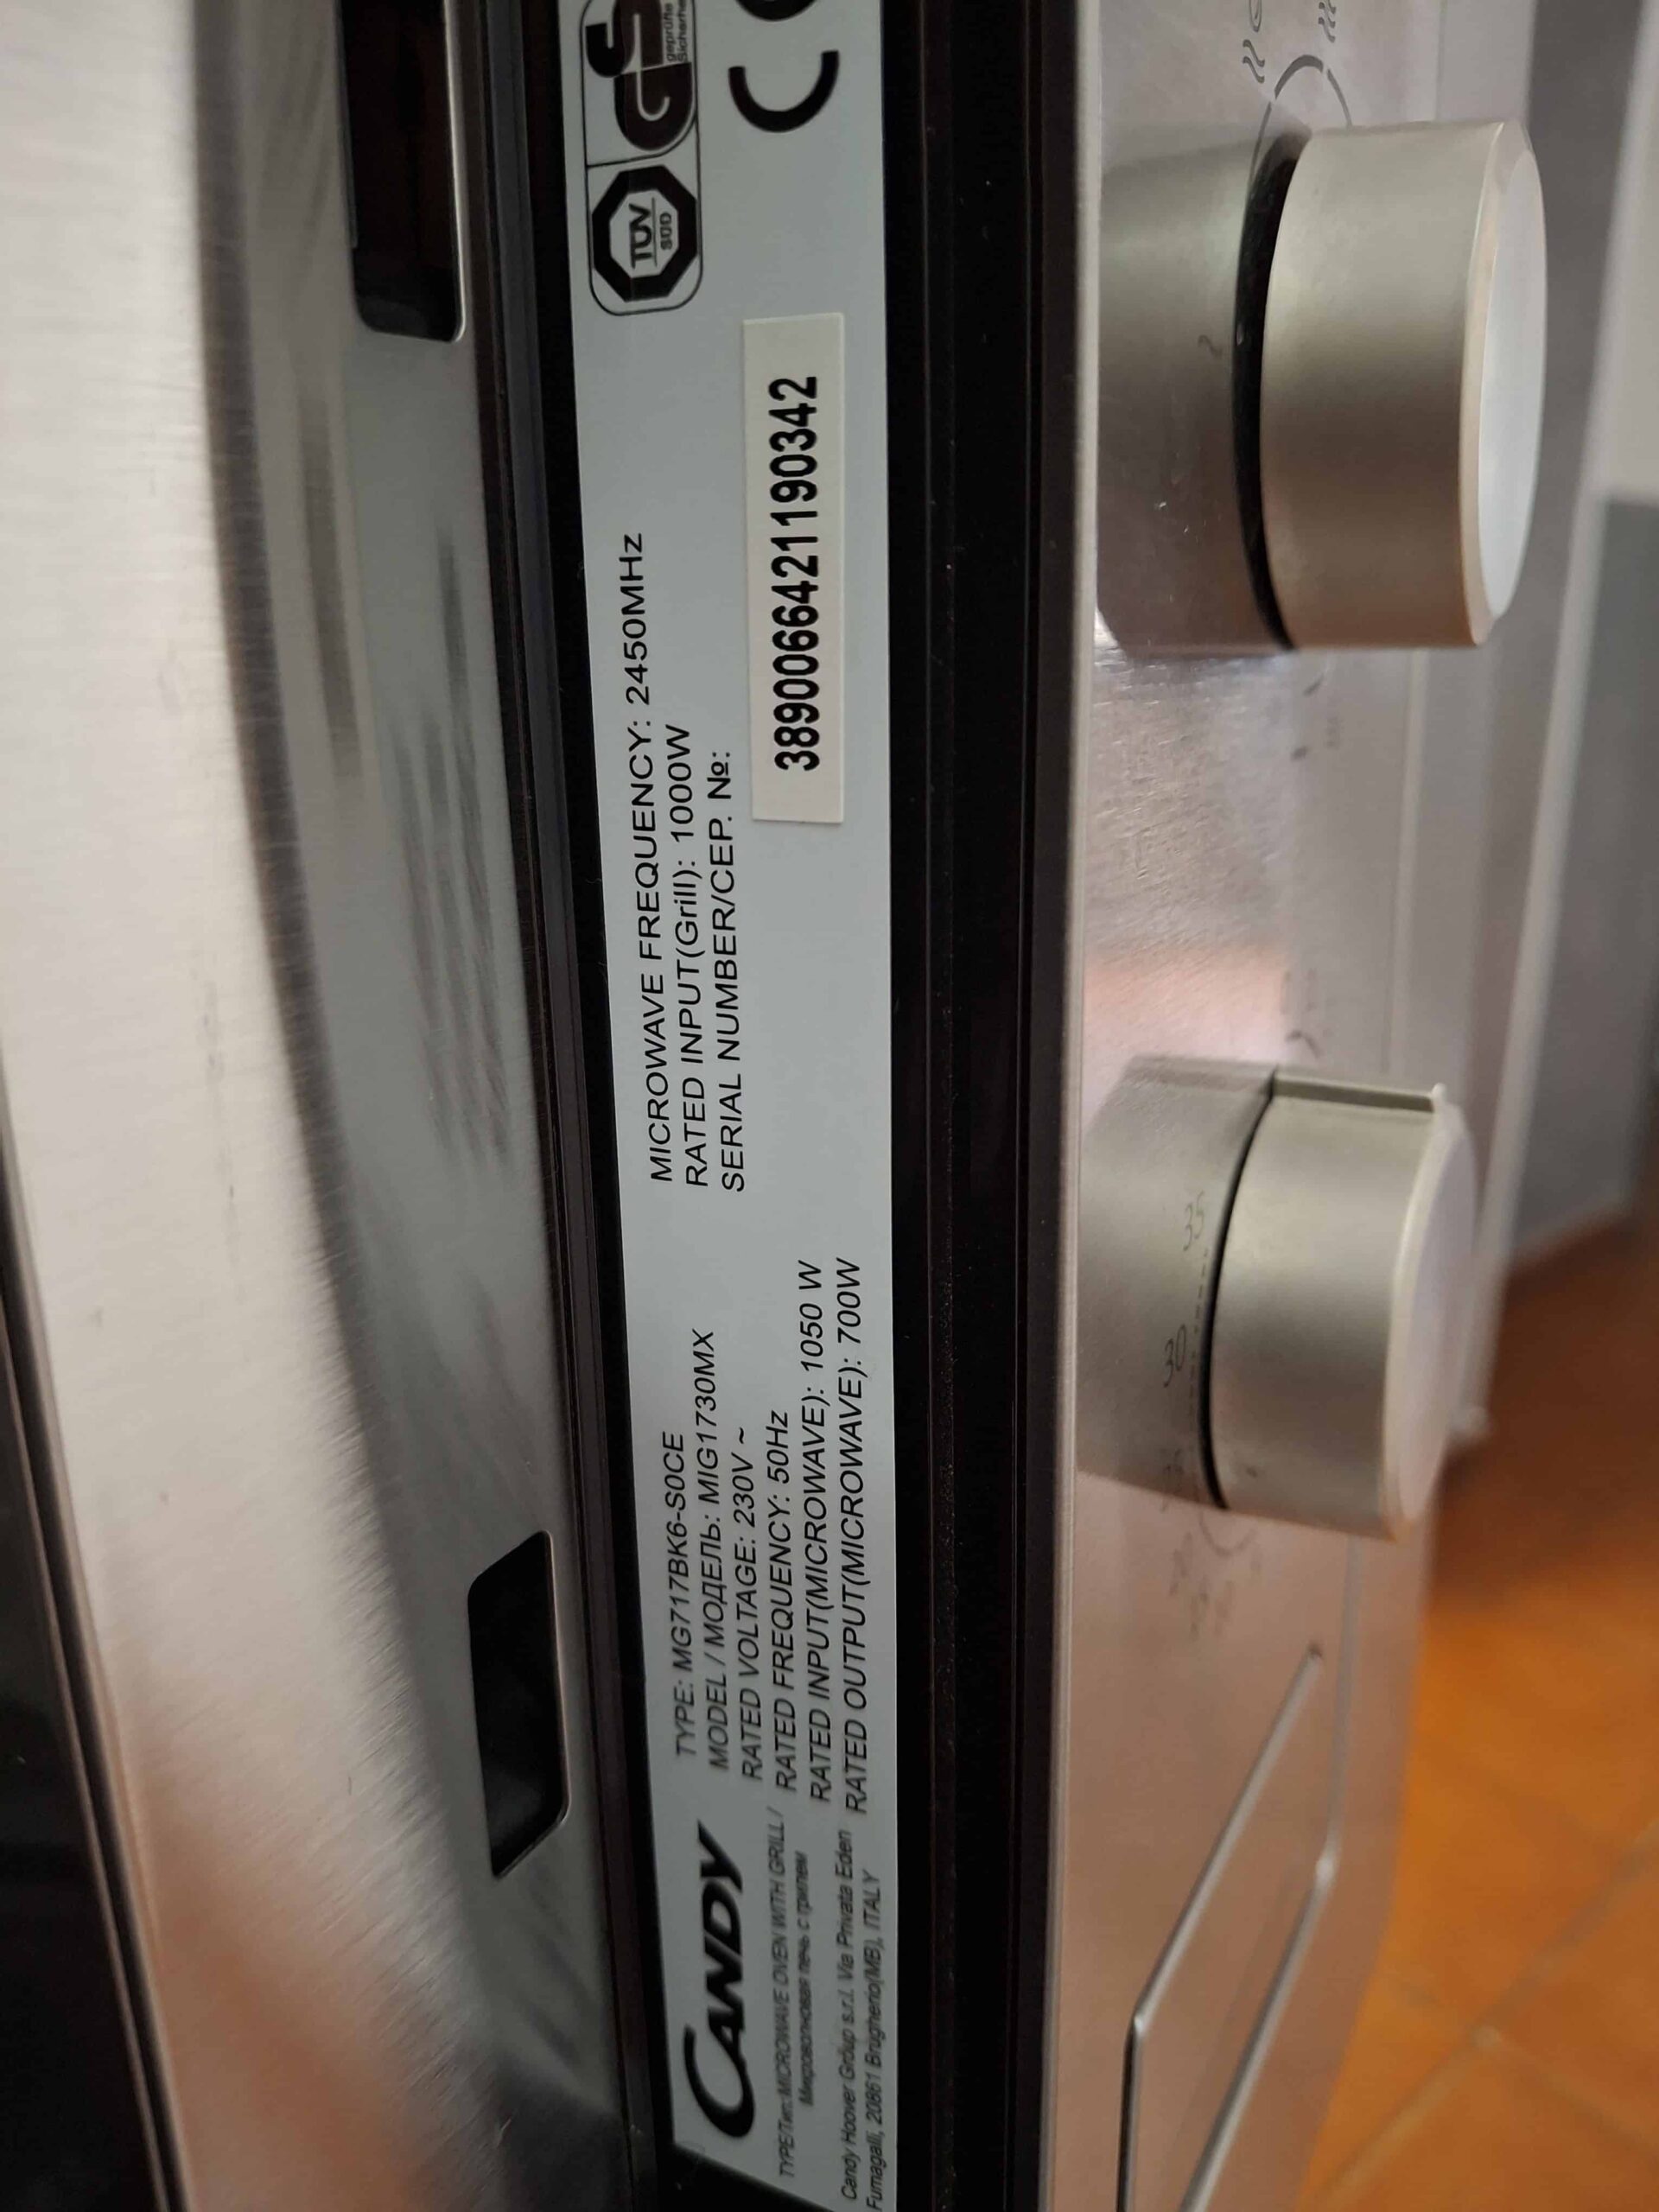 CANDY
TYPE/Тип: MICROWAVE OVEN WITH GRILL /
Микроволновая печь с грилем
Candy Hoover Group s.r.l. Via Privata Eden
Fumagalli, 20861 Brugherio(MB), ITALY
TYPE: MG717BK6-S0CE
MODEL / МОДЕЛЬ: MIG1730MX
RATED VOLTAGE: 230V ~
RATED FREQUENCY: 50Hz
RATED INPUT(MICROWAVE): 1050 W
RATED OUTPUT(MICROWAVE): 700W
MICROWAVE FREQUENCY: 2450MHz
RATED INPUT(Grill): 1000W
SERIAL NUMBER/CEP. №:
38900664211190342
TÜV
SÜD
GS
geprüfte
Sicherhe
CE
30
35